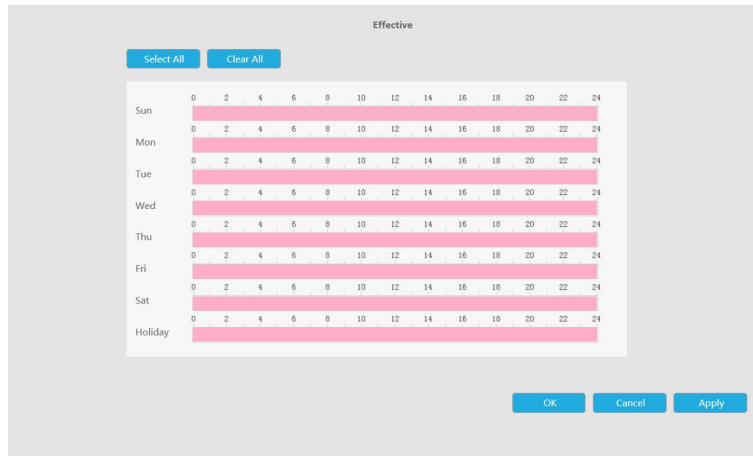 Effective
Select All Clear All
0 2 4 6 8 10 12 14 16 18 20 22 24
Sun
0 2 4 6 8 10 12 14 16 18 20 22 24
Mon
0 2 4 6 8 10 12 14 16 18 20 22 24
Tue
0 2 4 6 8 10 12 14 16 18 20 22 24
Wed
0 2 4 6 8 10 12 14 16 18 20 22 24
Thu
0 2 4 6 8 10 12 14 16 18 20 22 24
Fri
0 2 4 6 8 10 12 14 16 18 20 22 24
Sat
0 2 4 6 8 10 12 14 16 18 20 22 24
Holiday
OK Cancel Apply